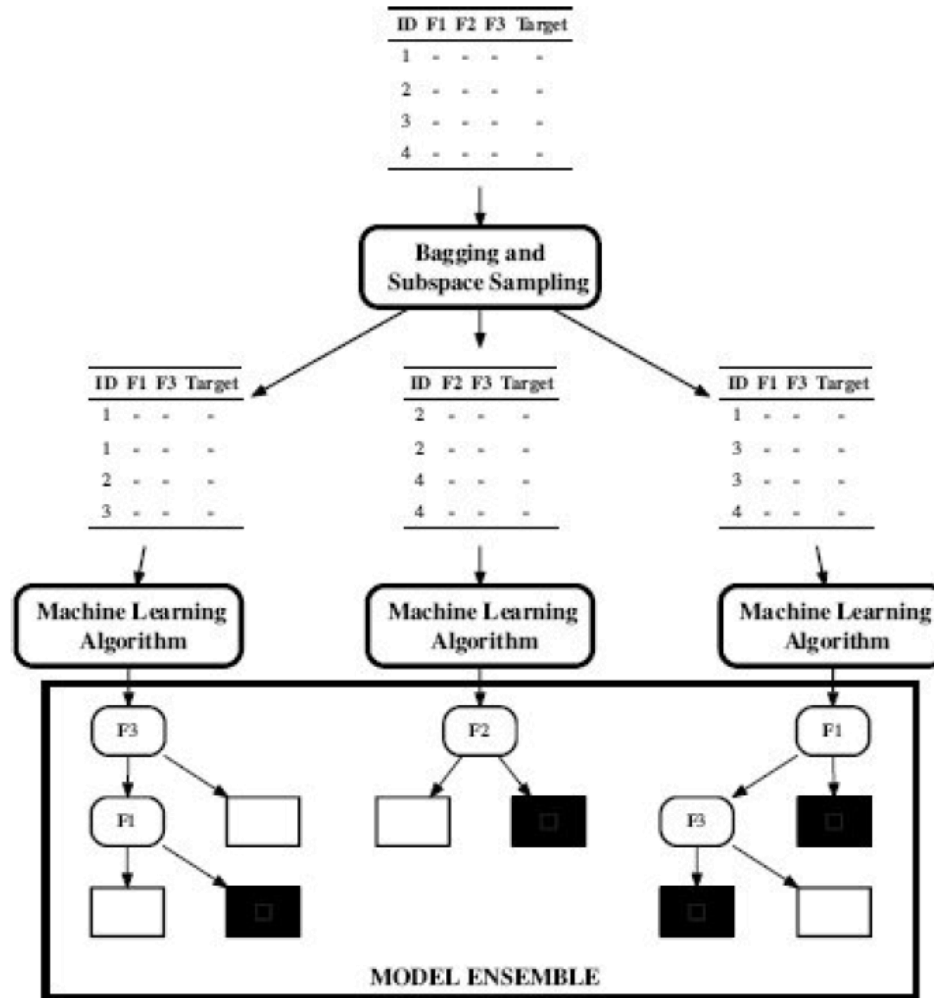 ID F1 F2 F3 Target
1 - - - -
2 - - - -
3 - - - -
4 - - - -
Bagging and
Subspace Sampling
ID F1 F3 Target
1 - - -
1 - - -
2 - - -
3 - - -
ID F2 F3 Target
2 - - -
2 - - -
4 - - -
4 - - -
ID F1 F3 Target
1 - - -
3 - - -
3 - - -
4 - - -
Machine Learning
Algorithm
Machine Learning
Algorithm
Machine Learning
Algorithm
F3
F1
F2
F1
F3
MODEL ENSEMBLE